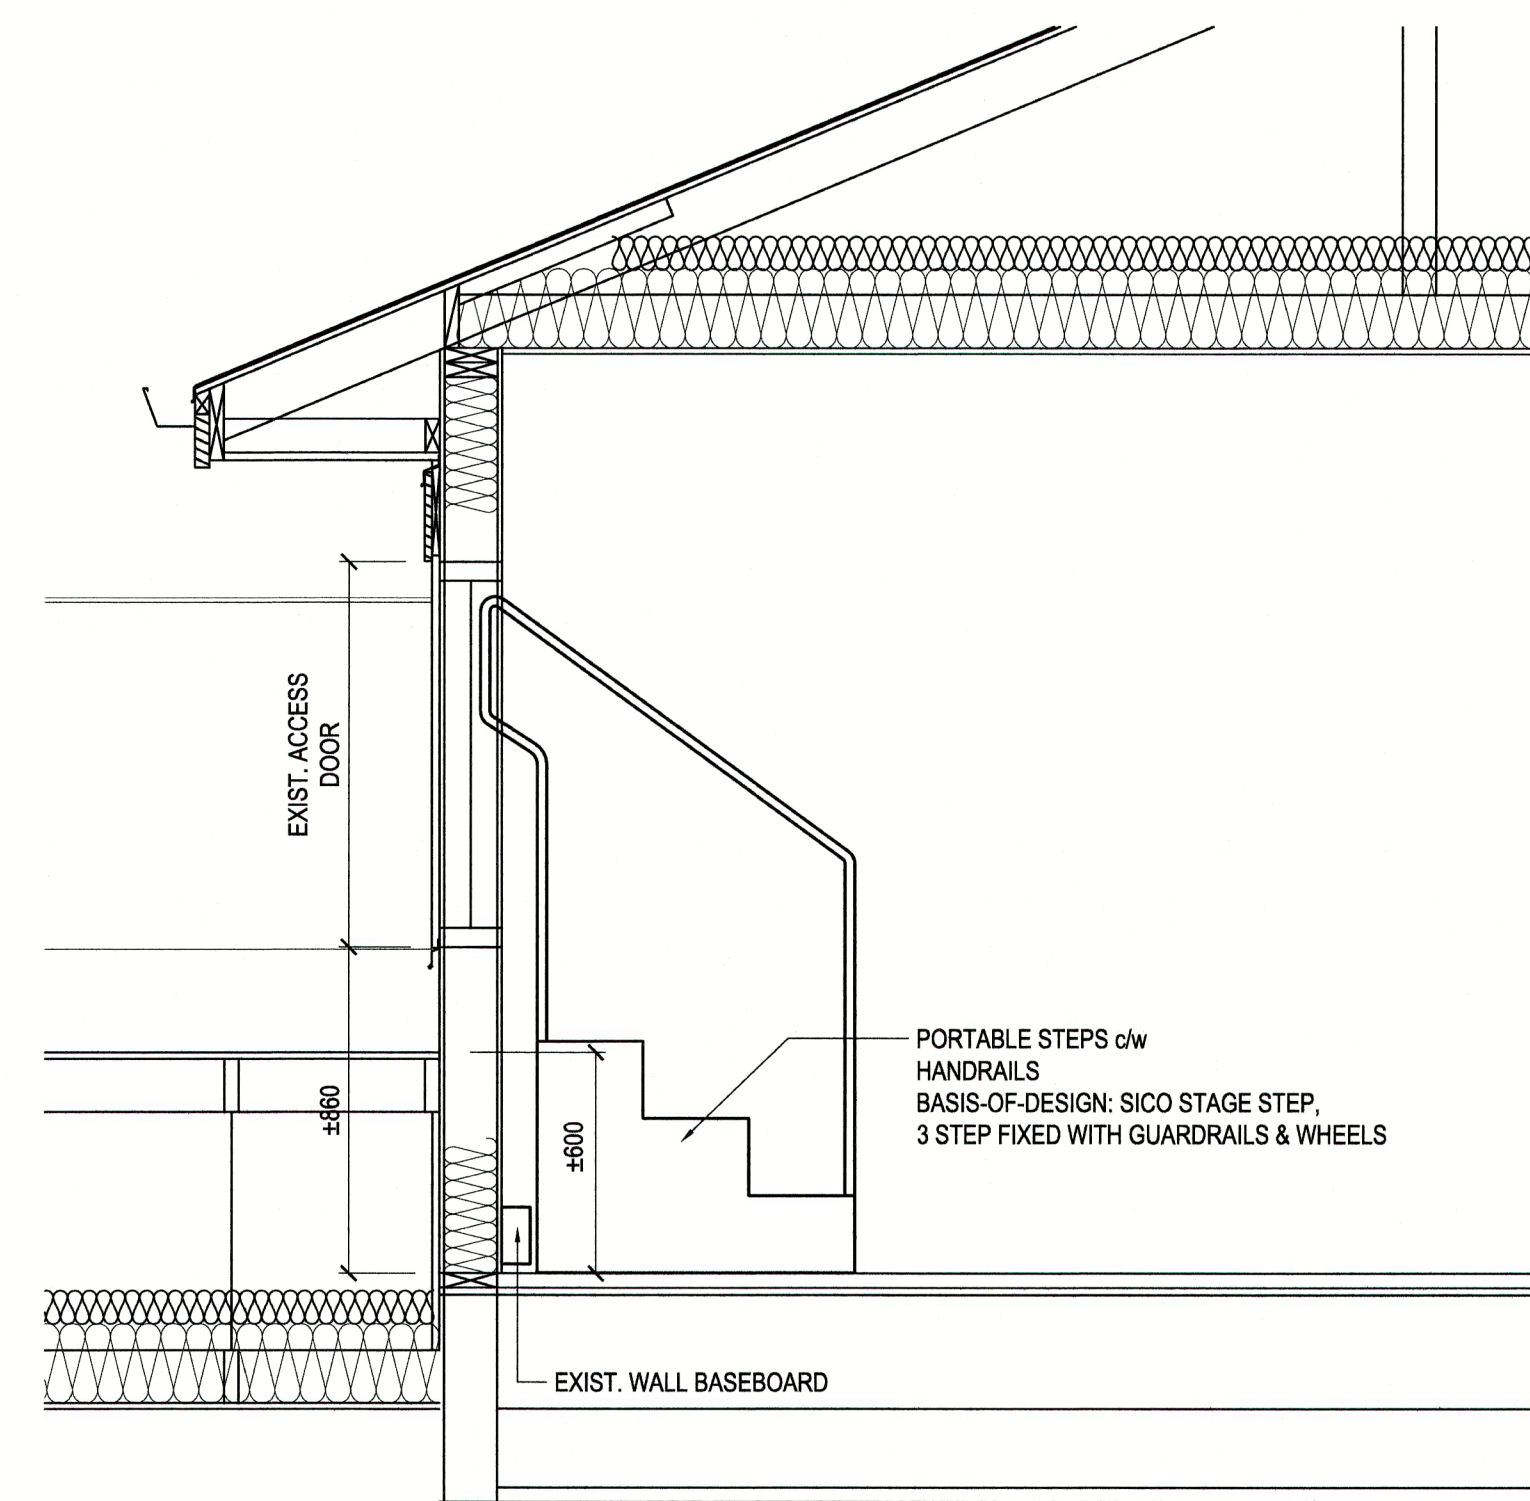 EXIST. ACCESS
DOOR
±860
±600
PORTABLE STEPS c/w
HANDRAILS
BASIS-OF-DESIGN: SICO STAGE STEP,
3 STEP FIXED WITH GUARDRAILS & WHEELS
EXIST. WALL BASEBOARD